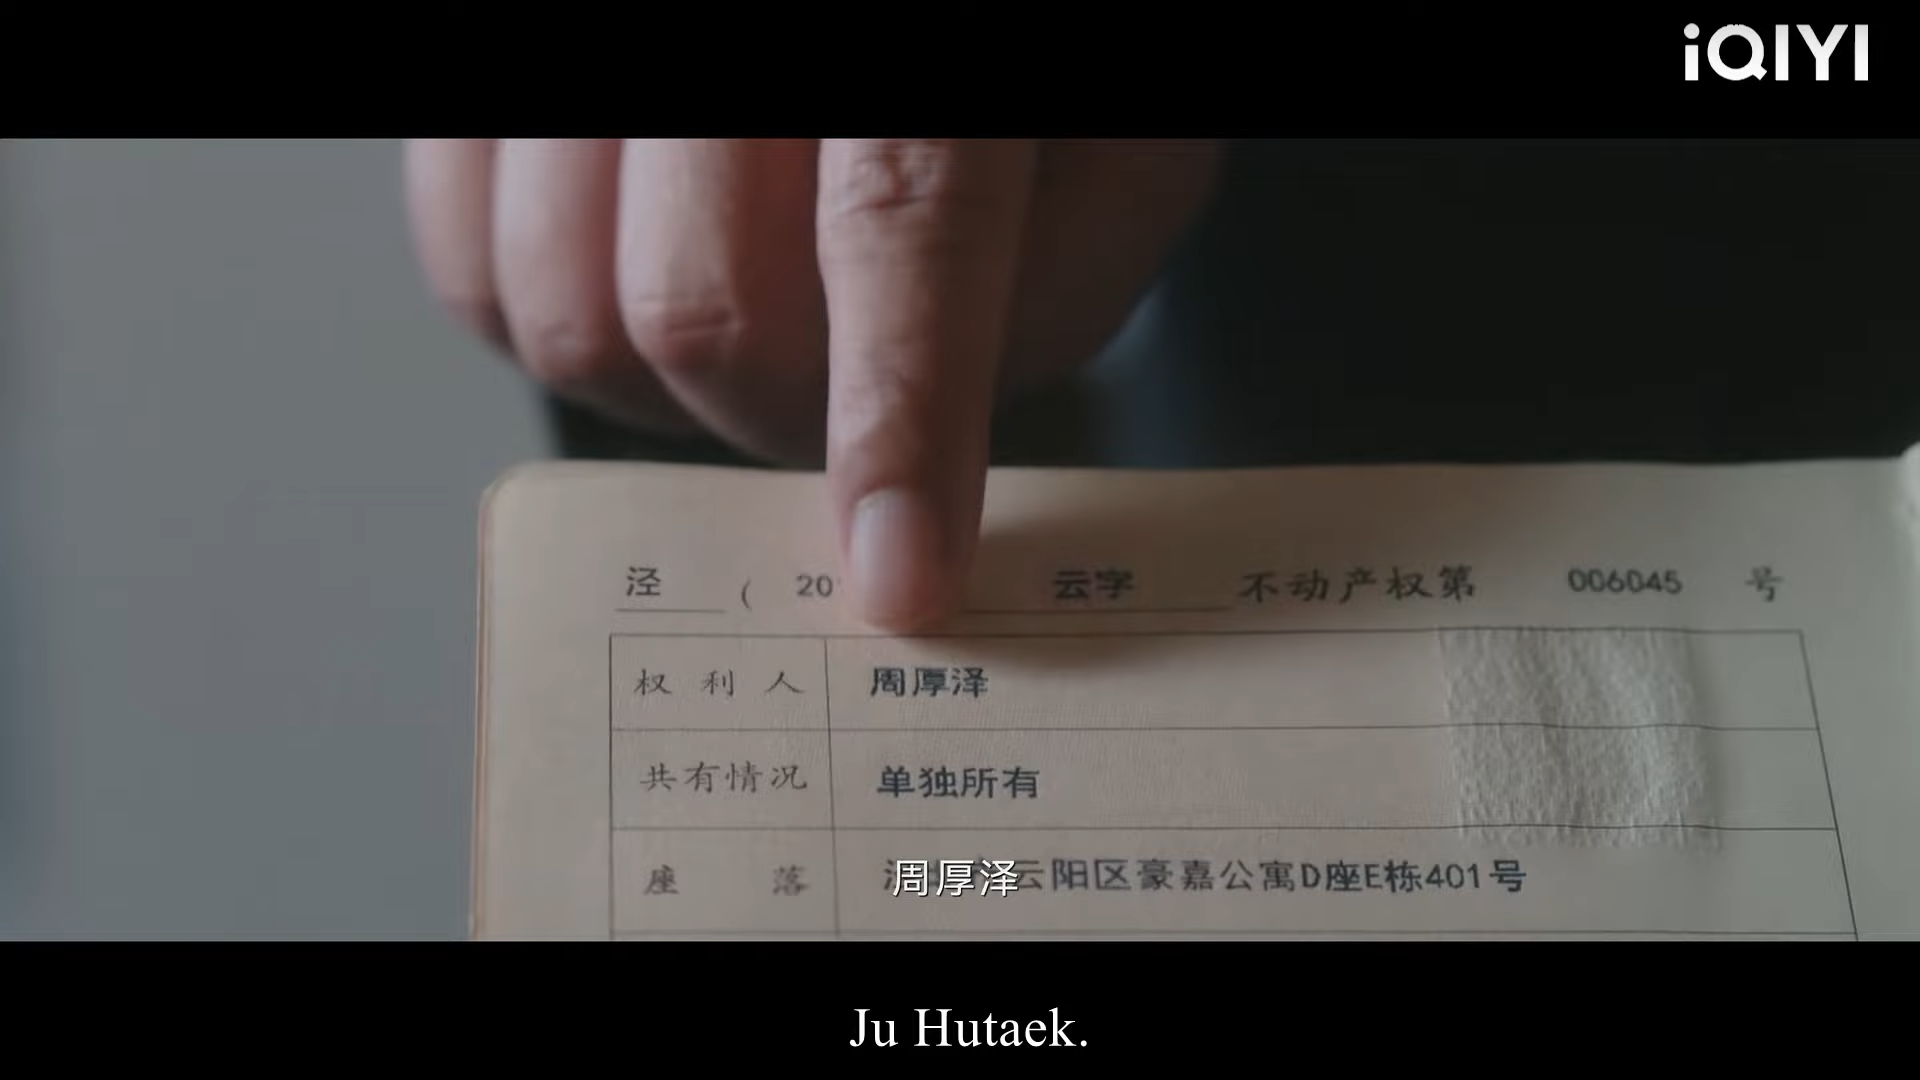 iQIYI
泾 ( 20 云字 不动产权第 006045 号
权利人 周厚泽
共有情况 单独所有
座落 云阳区豪嘉公寓D座E栋401号
周厚泽
Ju Hutaek.